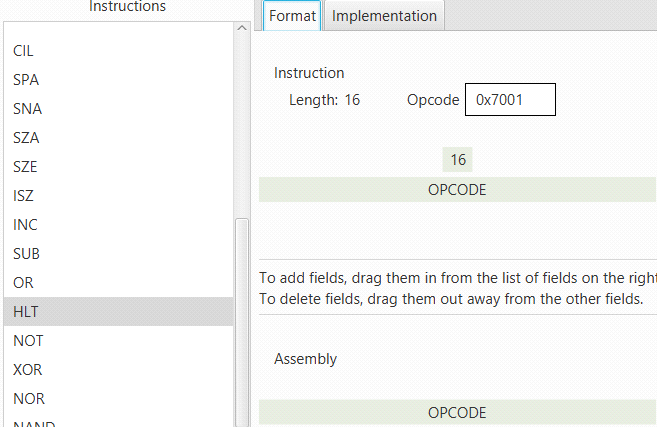 Instructions
CIL
SPA
SNA
SZA
SZE
ISZ
INC
SUB
OR
HLT
NOT
XOR
NOR
NAND
Format Implementation
Instruction
Length: 16 Opcode 0x7001
16
OPCODE
To add fields, drag them in from the list of fields on the right
To delete fields, drag them out away from the other fields.
Assembly
OPCODE